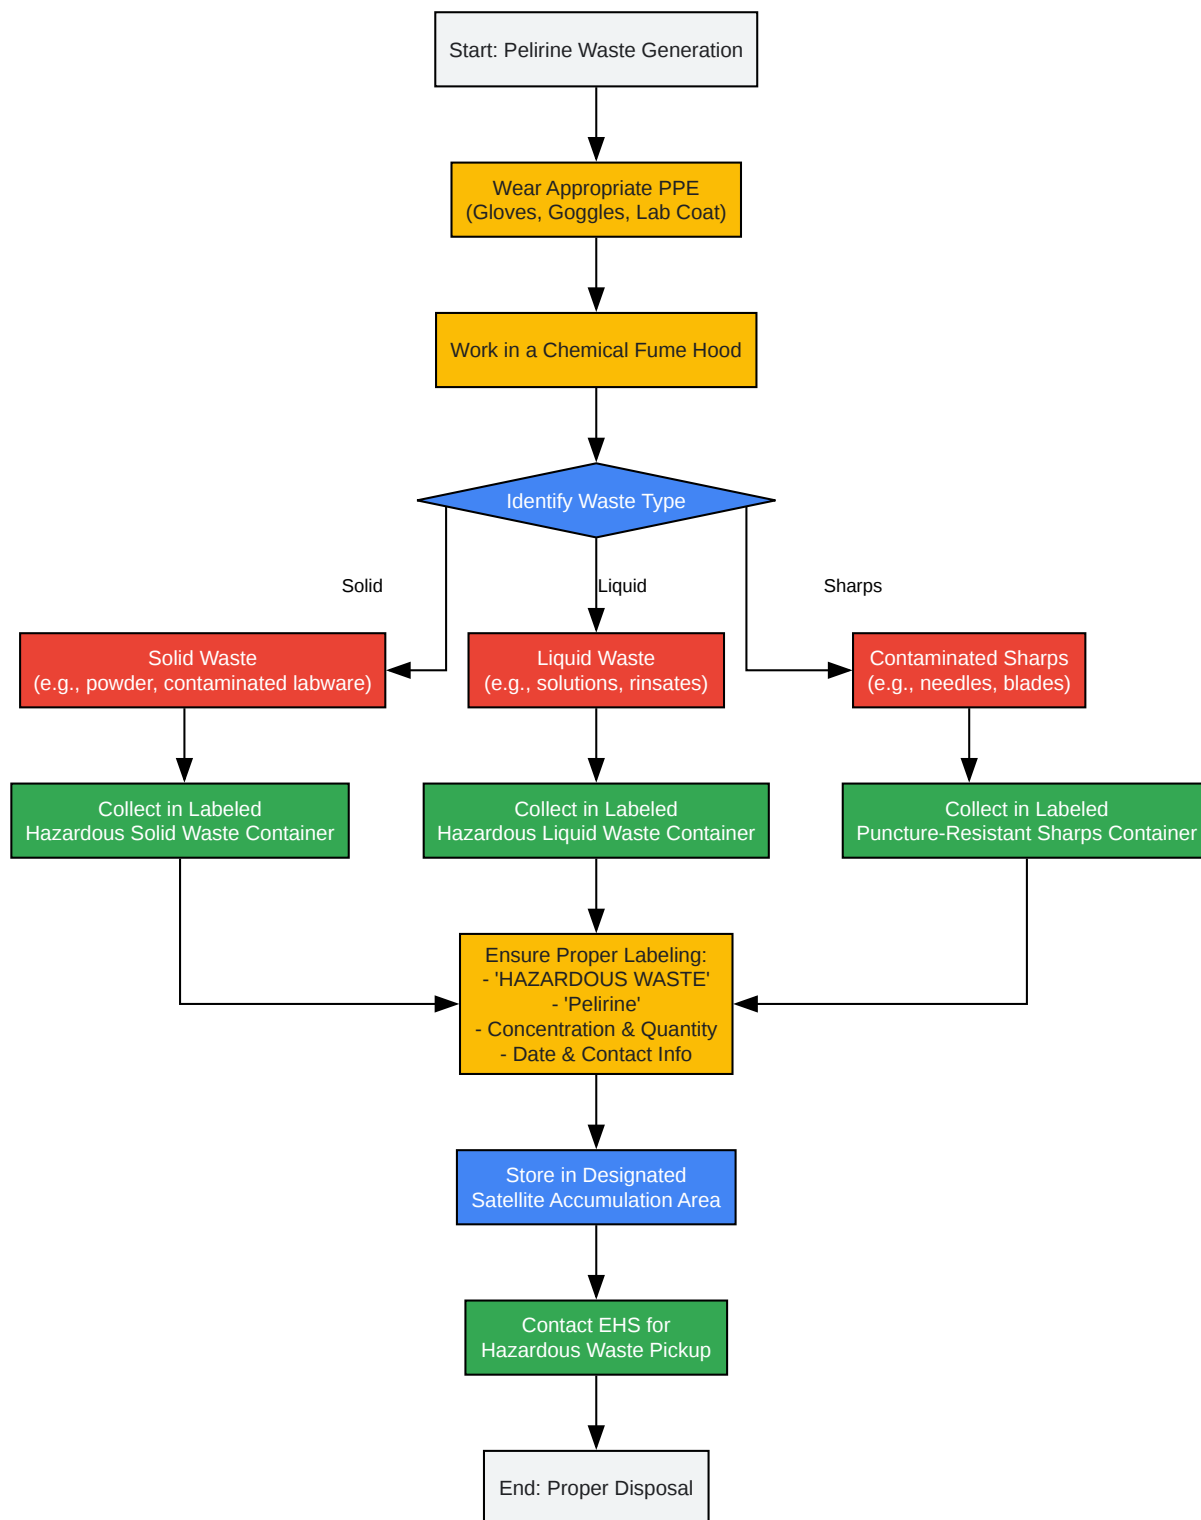 Start: Pelirine Waste Generation
Wear Appropriate PPE
(Gloves, Goggles, Lab Coat)
Work in a Chemical Fume Hood
Identify Waste Type
Solid
Liquid
Sharps
Solid Waste
(e.g., powder, contaminated labware)
Liquid Waste
(e.g., solutions, rinsates)
Contaminated Sharps
(e.g., needles, blades)
Collect in Labeled
Hazardous Solid Waste Container
Collect in Labeled
Hazardous Liquid Waste Container
Collect in Labeled
Puncture-Resistant Sharps Container
Ensure Proper Labeling:
- 'HAZARDOUS WASTE'
- 'Pelirine'
- Concentration & Quantity
- Date & Contact Info
Store in Designated
Satellite Accumulation Area
Contact EHS for
Hazardous Waste Pickup
End: Proper Disposal